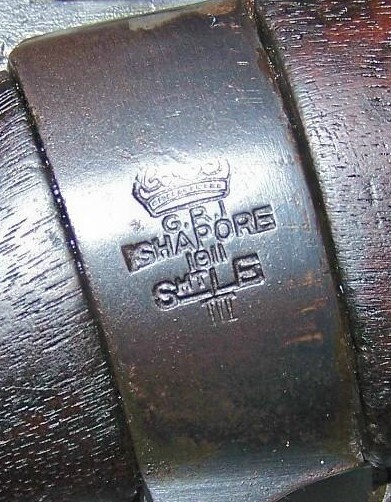 G.R.I
ISHAPORE
1911
SHT LE
III